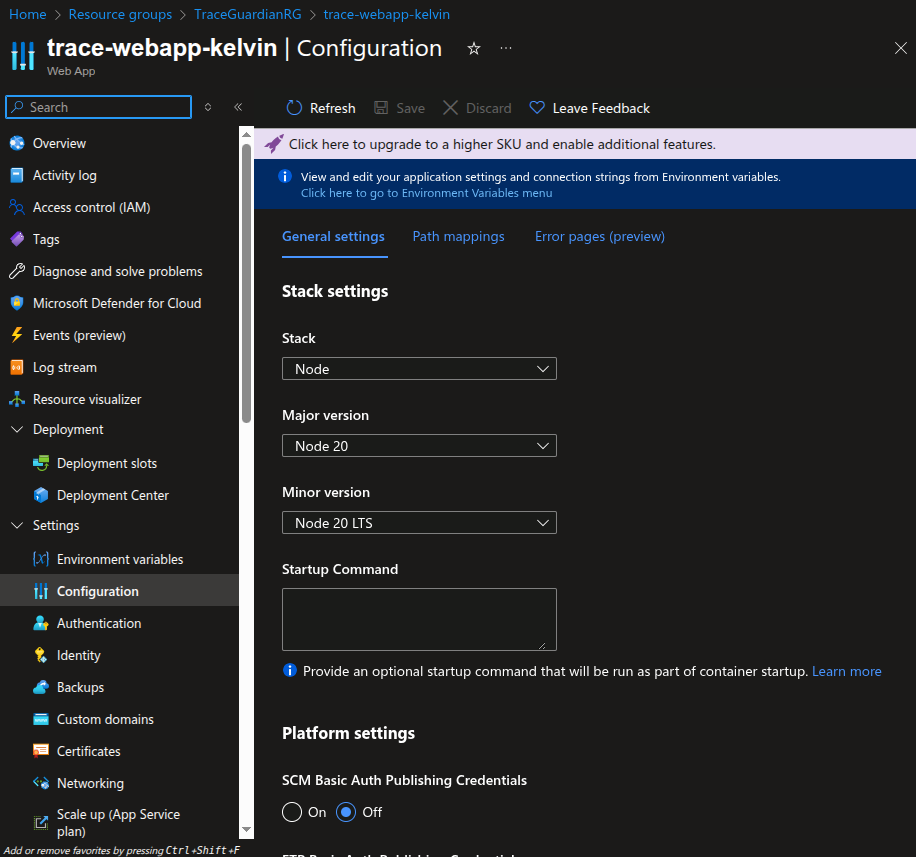 Home > Resource groups > TraceGuardianRG > trace-webapp-kelvin
trace-webapp-kelvin | Configuration
Web App
Search
Overview
Activity log
Access control (IAM)
Tags
Diagnose and solve problems
Microsoft Defender for Cloud
Events (preview)
Log stream
Resource visualizer
Deployment
Deployment slots
Deployment Center
Settings
Environment variables
Configuration
Authentication
Identity
Backups
Custom domains
Certificates
Networking
Scale up (App Service
plan)
Add or remove favorites by pressing Ctrl+Shift+F
Refresh Save Discard Leave Feedback
Click here to upgrade to a higher SKU and enable additional features.
View and edit your application settings and connection strings from Environment variables.
Click here to go to Environment Variables menu
General settings Path mappings Error pages (preview)
Stack settings
Stack
Node
Major version
Node 20
Minor version
Node 20 LTS
Startup Command
Provide an optional startup command that will be run as part of container startup. Learn more
Platform settings
SCM Basic Auth Publishing Credentials
On Off